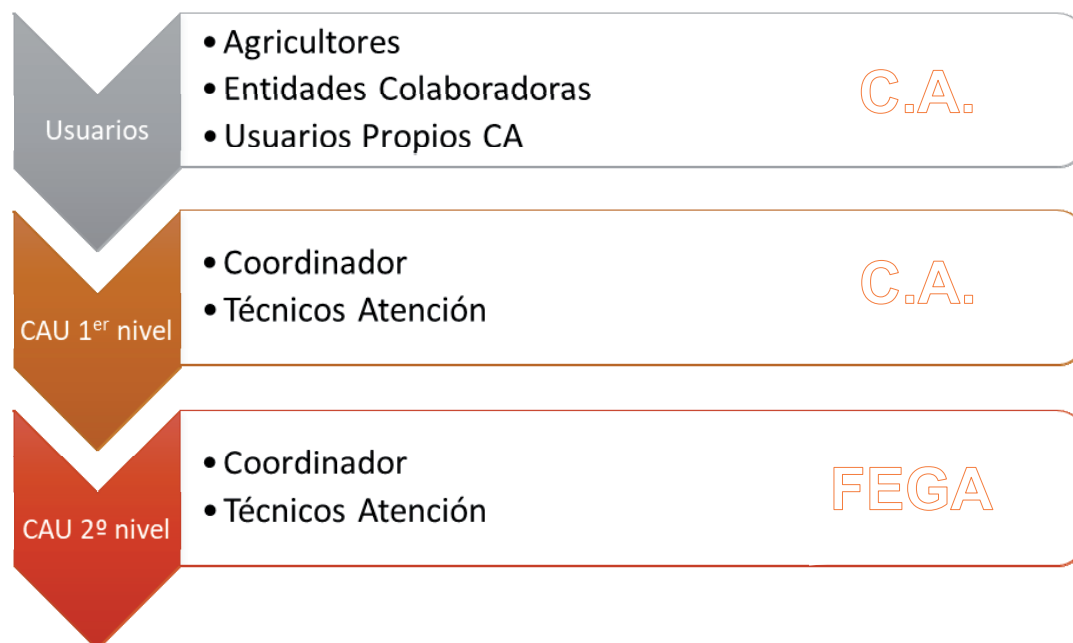 Usuarios
• Agricultores
• Entidades Colaboradoras
• Usuarios Propios CA
C.A.
CAU 1er nivel
• Coordinador
• Técnicos Atención
C.A.
CAU 2º nivel
• Coordinador
• Técnicos Atención
FEGA